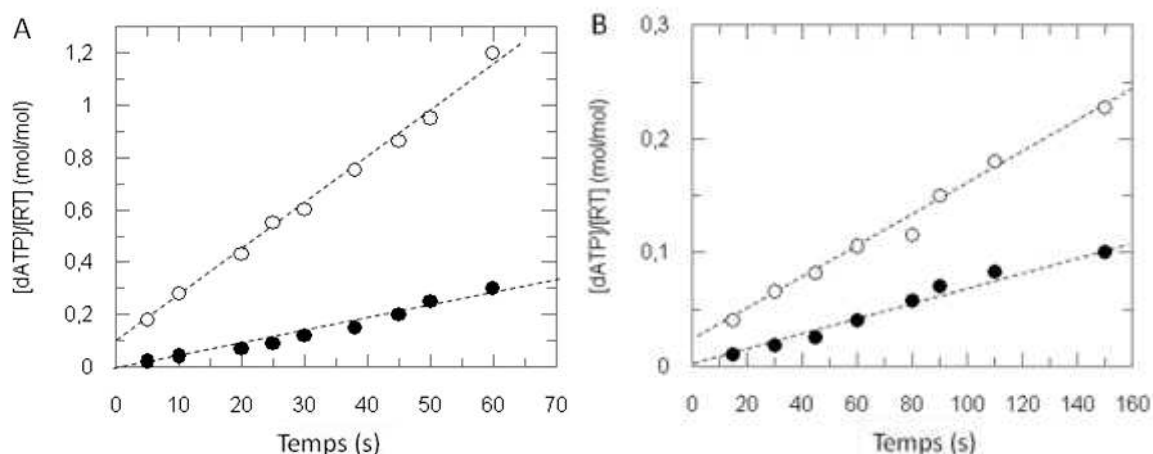 A
[dATP]/[RT] (mol/mol)
1,2
1
0,8
0,6
0,4
0,2
0
0 10 20 30 40 50 60 70
Temps (s)
B
[dATP]/[RT] (mol/mol)
0,3
0,2
0,1
0
0 20 40 60 80 100 120 140 160
Temps (s)